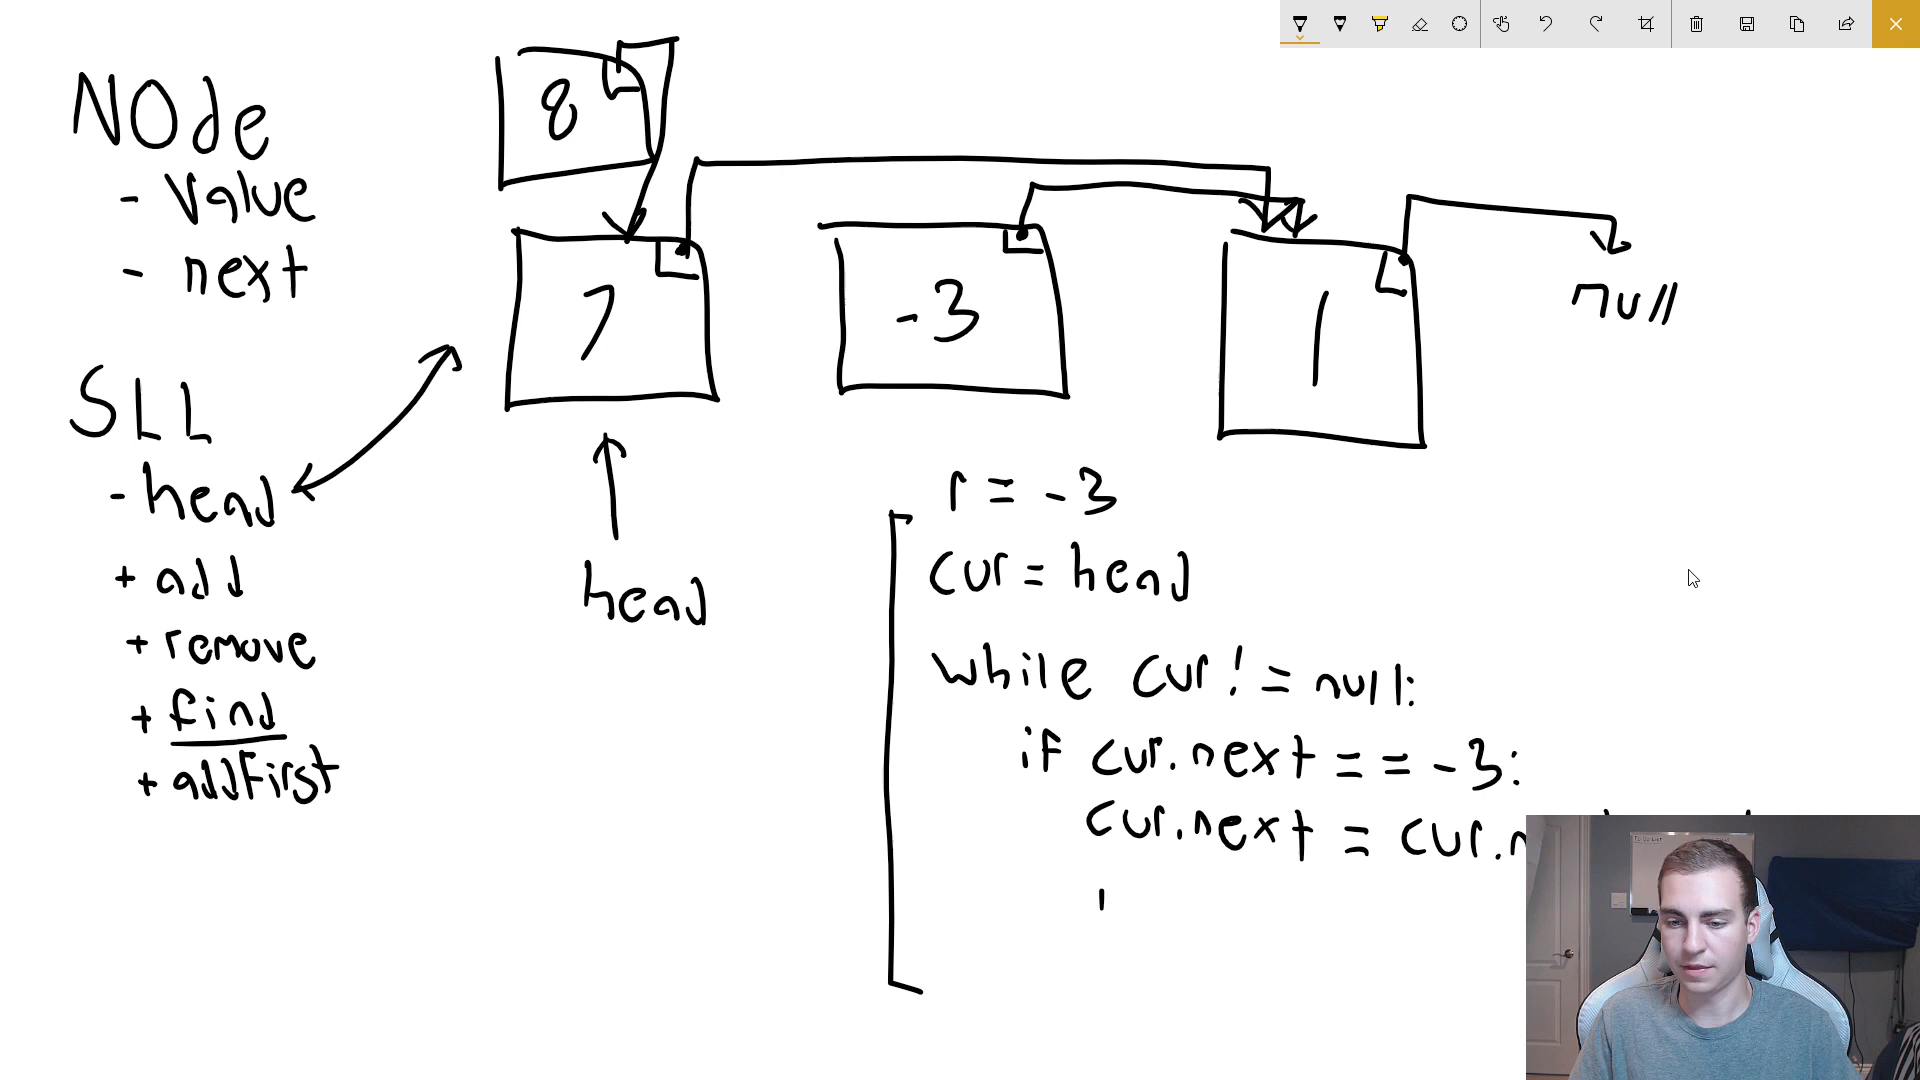 NOde
- Value
- next
SLL
- head
+ add
+ remove
+ find
+ addFirst
8
7
-3
1
null
head
r = -3
cur = head
while cur != null:
if cur.next == -3:
cur.next = cur.n